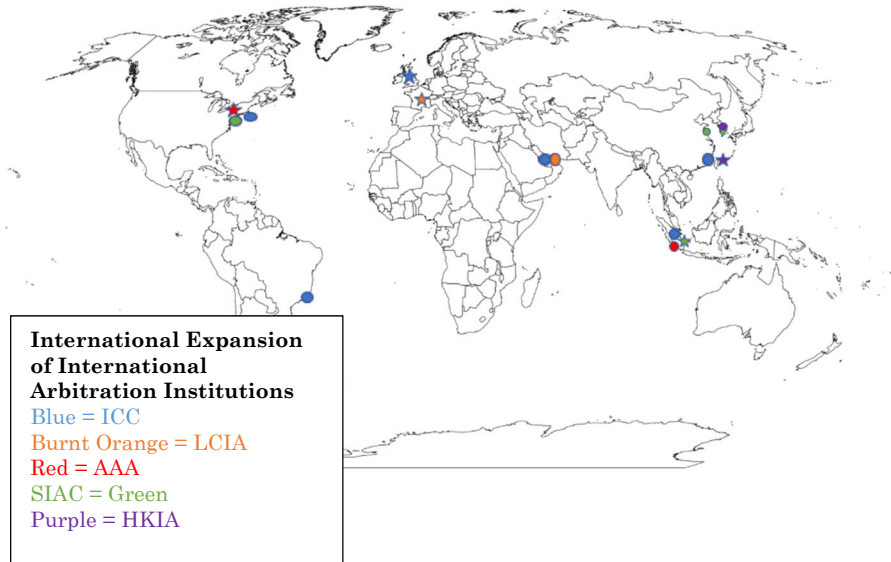 International Expansion
of International
Arbitration Institutions
Blue = ICC
Burnt Orange = LCIA
Red = AAA
SIAC = Green
Purple = HKIA